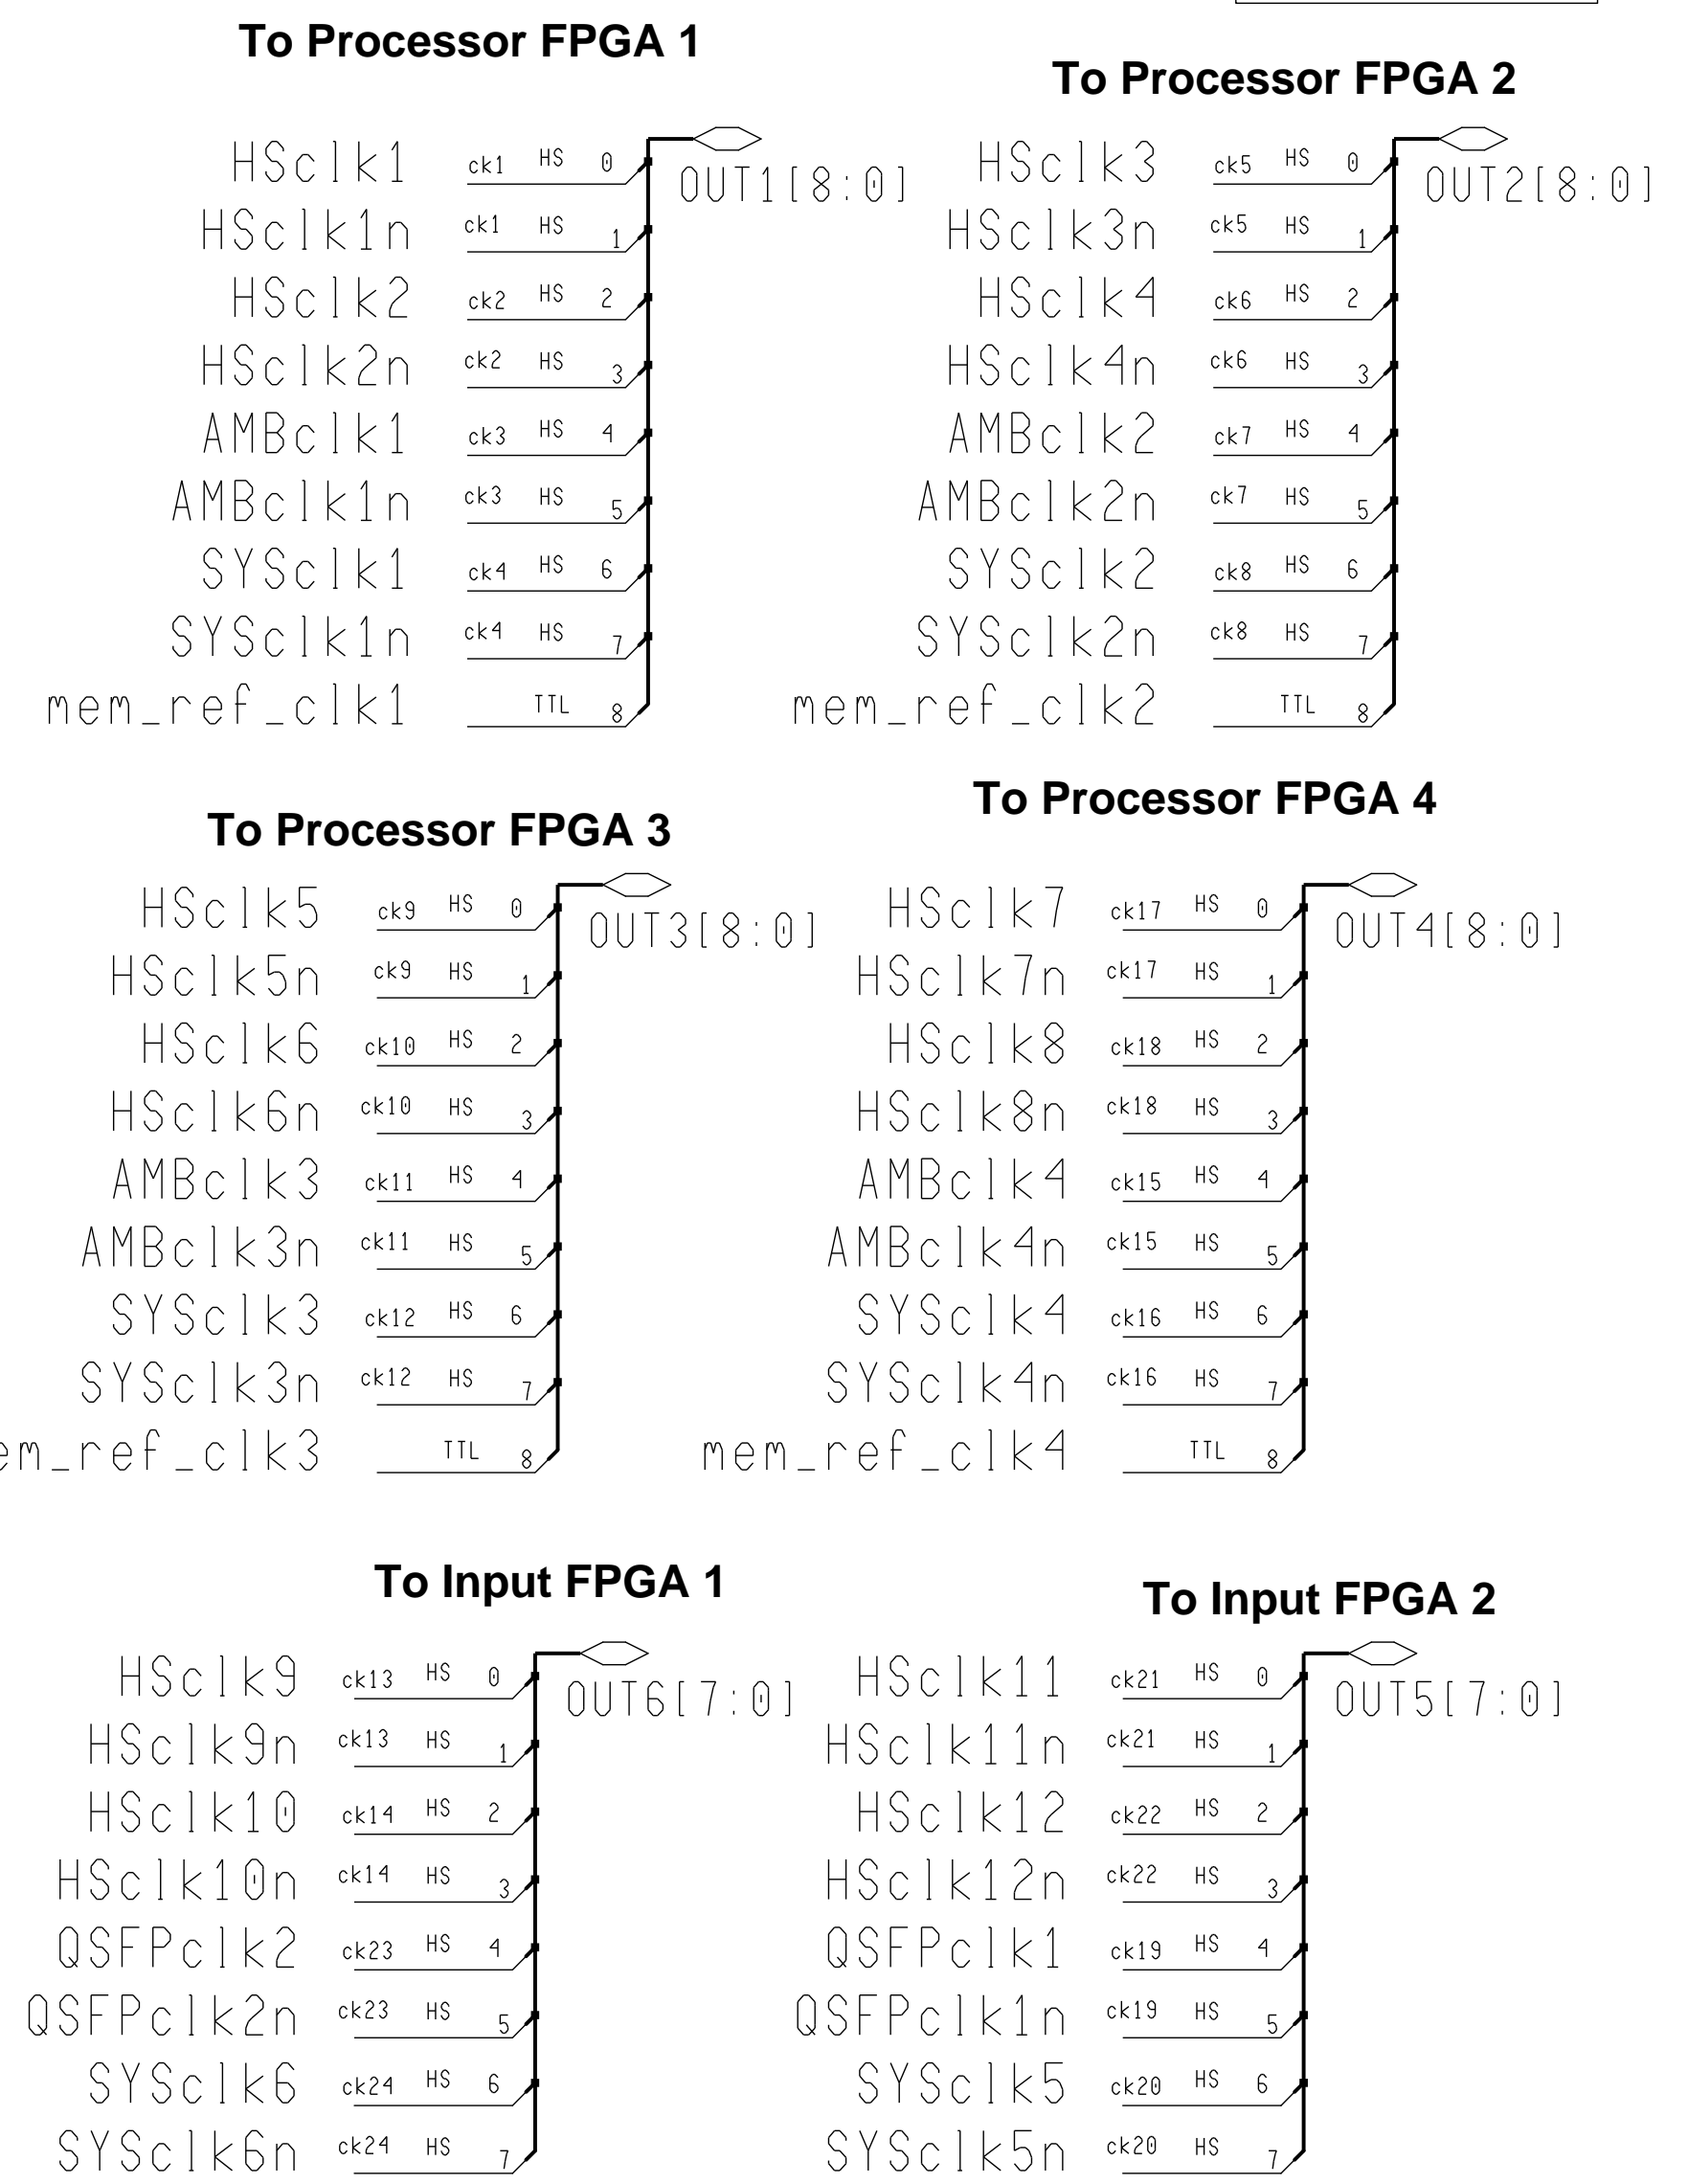 To Processor FPGA 1
HSclk1 ck1 HS 0
OUT1[8:0]
HSclk1n ck1 HS 1
HSclk2 ck2 HS 2
HSclk2n ck2 HS 3
AMBclk1 ck3 HS 4
AMBclk1n ck3 HS 5
SYSclk1 ck4 HS 6
SYSclk1n ck4 HS 7
mem_ref_clk1 TTL 8
To Processor FPGA 2
HSclk3 ck5 HS 0
OUT2[8:0]
HSclk3n ck5 HS 1
HSclk4 ck6 HS 2
HSclk4n ck6 HS 3
AMBclk2 ck7 HS 4
AMBclk2n ck7 HS 5
SYSclk2 ck8 HS 6
SYSclk2n ck8 HS 7
mem_ref_clk2 TTL 8
To Processor FPGA 3
HSclk5 ck9 HS 0
OUT3[8:0]
HSclk5n ck9 HS 1
HSclk6 ck10 HS 2
HSclk6n ck10 HS 3
AMBclk3 ck11 HS 4
AMBclk3n ck11 HS 5
SYSclk3 ck12 HS 6
SYSclk3n ck12 HS 7
em_ref_clk3 TTL 8
To Processor FPGA 4
HSclk7 ck17 HS 0
OUT4[8:0]
HSclk7n ck17 HS 1
HSclk8 ck18 HS 2
HSclk8n ck18 HS 3
AMBclk4 ck15 HS 4
AMBclk4n ck15 HS 5
SYSclk4 ck16 HS 6
SYSclk4n ck16 HS 7
mem_ref_clk4 TTL 8
To Input FPGA 1
HSclk9 ck13 HS 0
OUT6[7:0]
HSclk9n ck13 HS 1
HSclk10 ck14 HS 2
HSclk10n ck14 HS 3
QSFPclk2 ck23 HS 4
QSFPclk2n ck23 HS 5
SYSclk6 ck24 HS 6
SYSclk6n ck24 HS 7
To Input FPGA 2
HSclk11 ck21 HS 0
OUT5[7:0]
HSclk11n ck21 HS 1
HSclk12 ck22 HS 2
HSclk12n ck22 HS 3
QSFPclk1 ck19 HS 4
QSFPclk1n ck19 HS 5
SYSclk5 ck20 HS 6
SYSclk5n ck20 HS 7